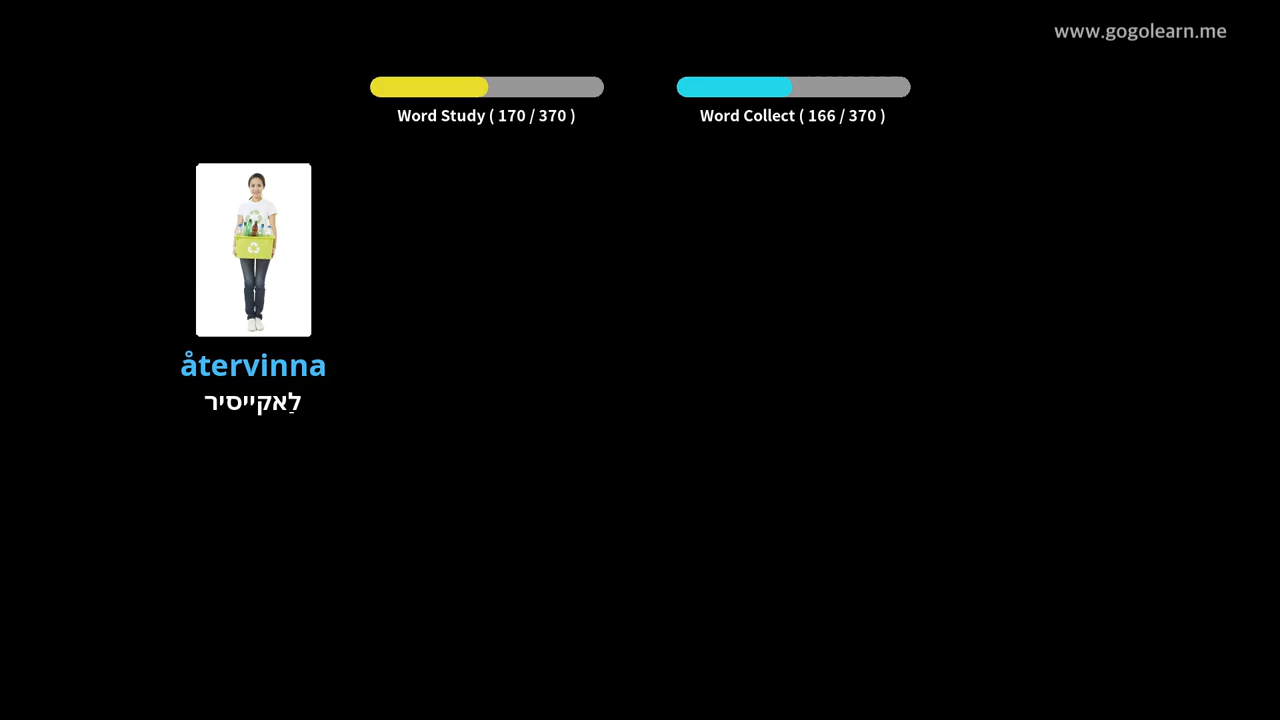 www.gogolearn.me
Word Study ( 170 / 370 )
Word Collect ( 166 / 370 )
återvinna
לֵאקייסיר